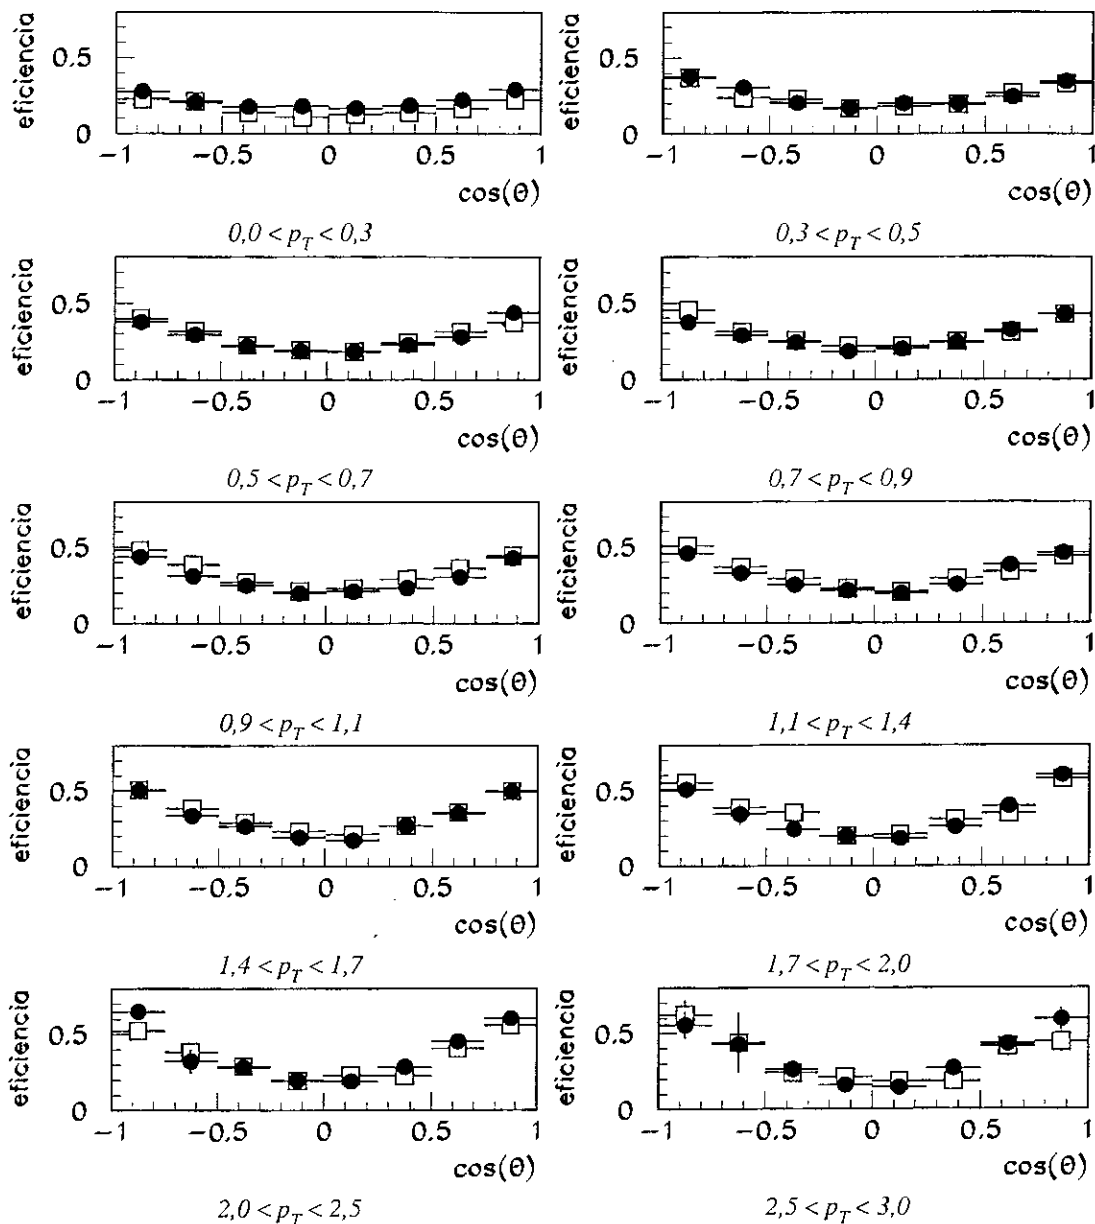 eficiencia
0.5
0
−1 −0.5 0 0.5 1
cos(θ)
0,0 < p_T < 0,3
eficiencia
0.5
0
−1 −0.5 0 0.5 1
cos(θ)
0,3 < p_T < 0,5
eficiencia
0.5
0
−1 −0.5 0 0.5 1
cos(θ)
0,5 < p_T < 0,7
eficiencia
0.5
0
−1 −0.5 0 0.5 1
cos(θ)
0,7 < p_T < 0,9
eficiencia
0.5
0
−1 −0.5 0 0.5 1
cos(θ)
0,9 < p_T < 1,1
eficiencia
0.5
0
−1 −0.5 0 0.5 1
cos(θ)
1,1 < p_T < 1,4
eficiencia
0.5
0
−1 −0.5 0 0.5 1
cos(θ)
1,4 < p_T < 1,7
eficiencia
0.5
0
−1 −0.5 0 0.5 1
cos(θ)
1,7 < p_T < 2,0
eficiencia
0.5
0
−1 −0.5 0 0.5 1
cos(θ)
2,0 < p_T < 2,5
eficiencia
0.5
0
−1 −0.5 0 0.5 1
cos(θ)
2,5 < p_T < 3,0